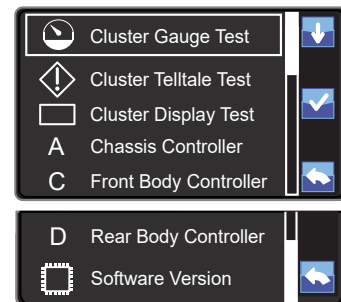 Cluster Gauge Test
Cluster Telltale Test
Cluster Display Test
A Chassis Controller
C Front Body Controller
D Rear Body Controller
Software Version